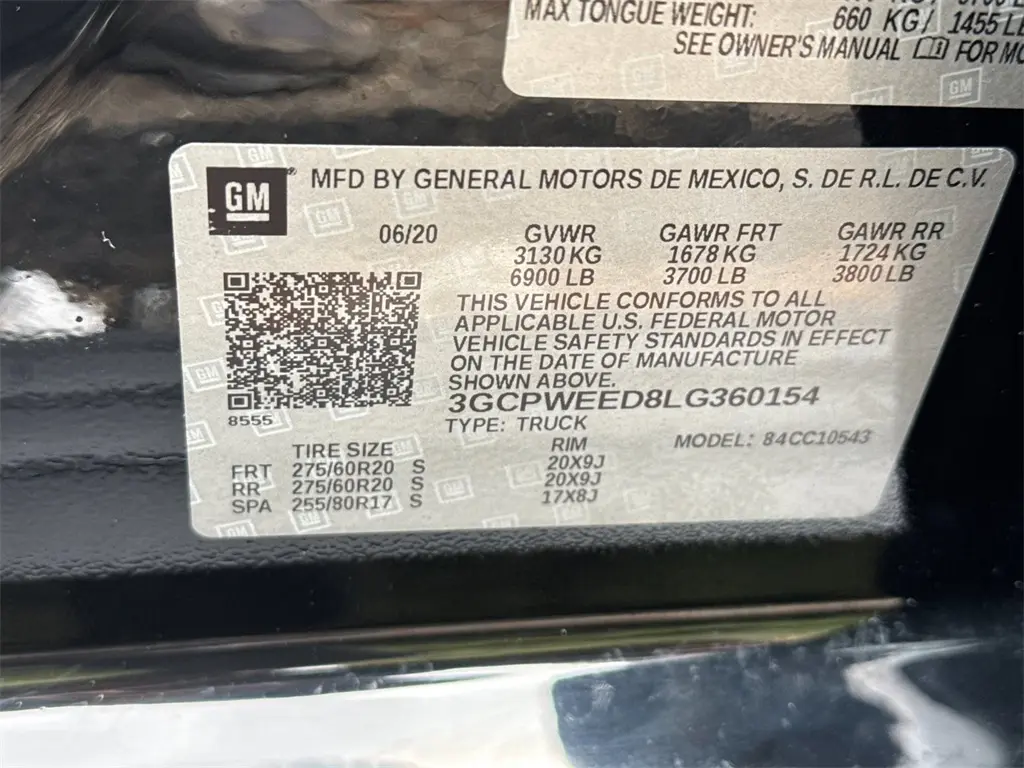 MAX TONGUE WEIGHT: 660 KG/ 1455 LB
SEE OWNER'S MANUAL FOR MO
GM
GM MFD BY GENERAL MOTORS DE MEXICO, S. DE R.L. DE C.V.
06/20 GVWR GAWR FRT GAWR RR
3130 KG 1678 KG 1724 KG
6900 LB 3700 LB 3800 LB
THIS VEHICLE CONFORMS TO ALL
APPLICABLE U.S. FEDERAL MOTOR
VEHICLE SAFETY STANDARDS IN EFFECT
ON THE DATE OF MANUFACTURE
SHOWN ABOVE.
3GCPWEED8LG360154
8555
TYPE: TRUCK
MODEL: 84CC10543
TIRE SIZE RIM
FRT 275/60R20 S 20X9J
RR 275/60R20 S 20X9J
SPA 255/80R17 S 17X8J